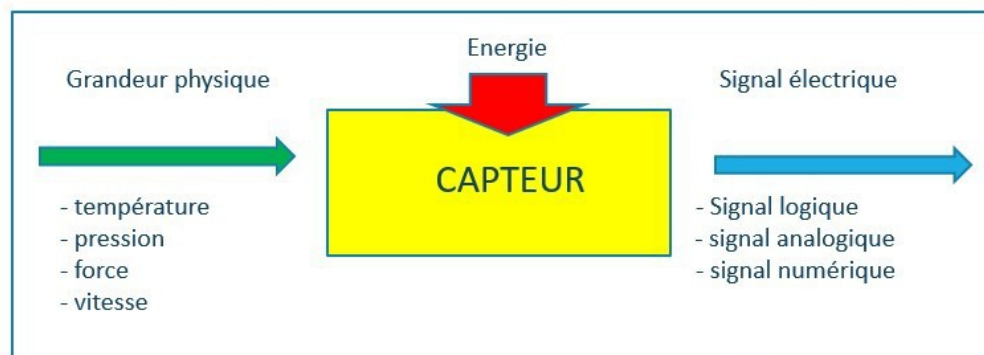 Energie
Grandeur physique
Signal électrique
CAPTEUR
- température
- pression
- force
- vitesse
- Signal logique
- signal analogique
- signal numérique